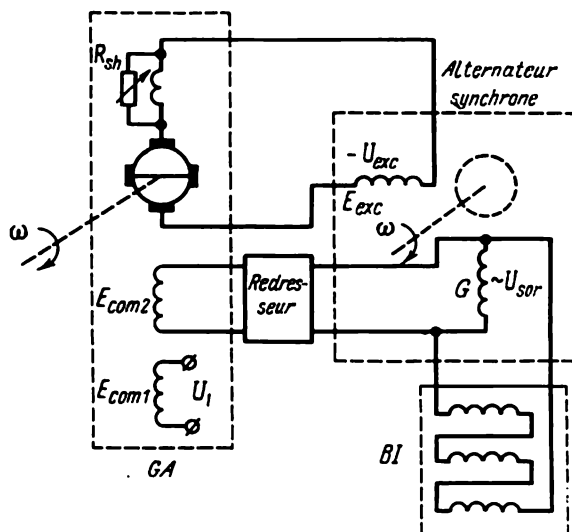 R_sh
Alternateur
synchrone
- U_exc
E_exc
ω
ω
E_com2
Redres-
seur
G
~U_sor
E_com1
U_1
BI
GA